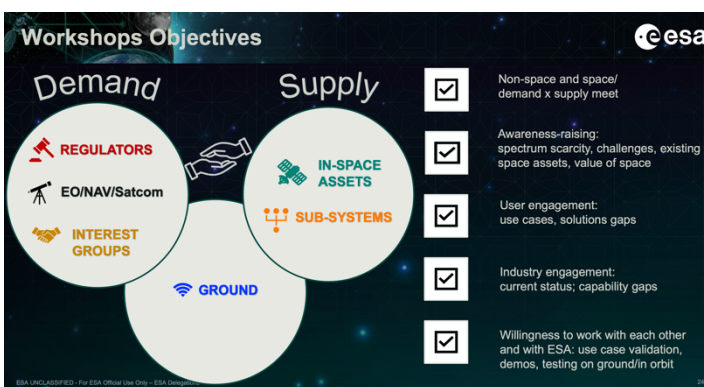 Workshops Objectives
esa
Demand
Supply
REGULATORS
EO/NAV/Satcom
INTEREST
GROUPS
IN-SPACE
ASSETS
SUB-SYSTEMS
GROUND
Non-space and space/
demand x supply meet
Awareness-raising:
spectrum scarcity, challenges, existing
space assets, value of space
User engagement:
use cases, solutions gaps
Industry engagement:
current status; capability gaps
Willingness to work with each other
and with ESA: use case validation,
demos, testing on ground/in orbit
ESA UNCLASSIFIED - For ESA Official Use Only – ESA